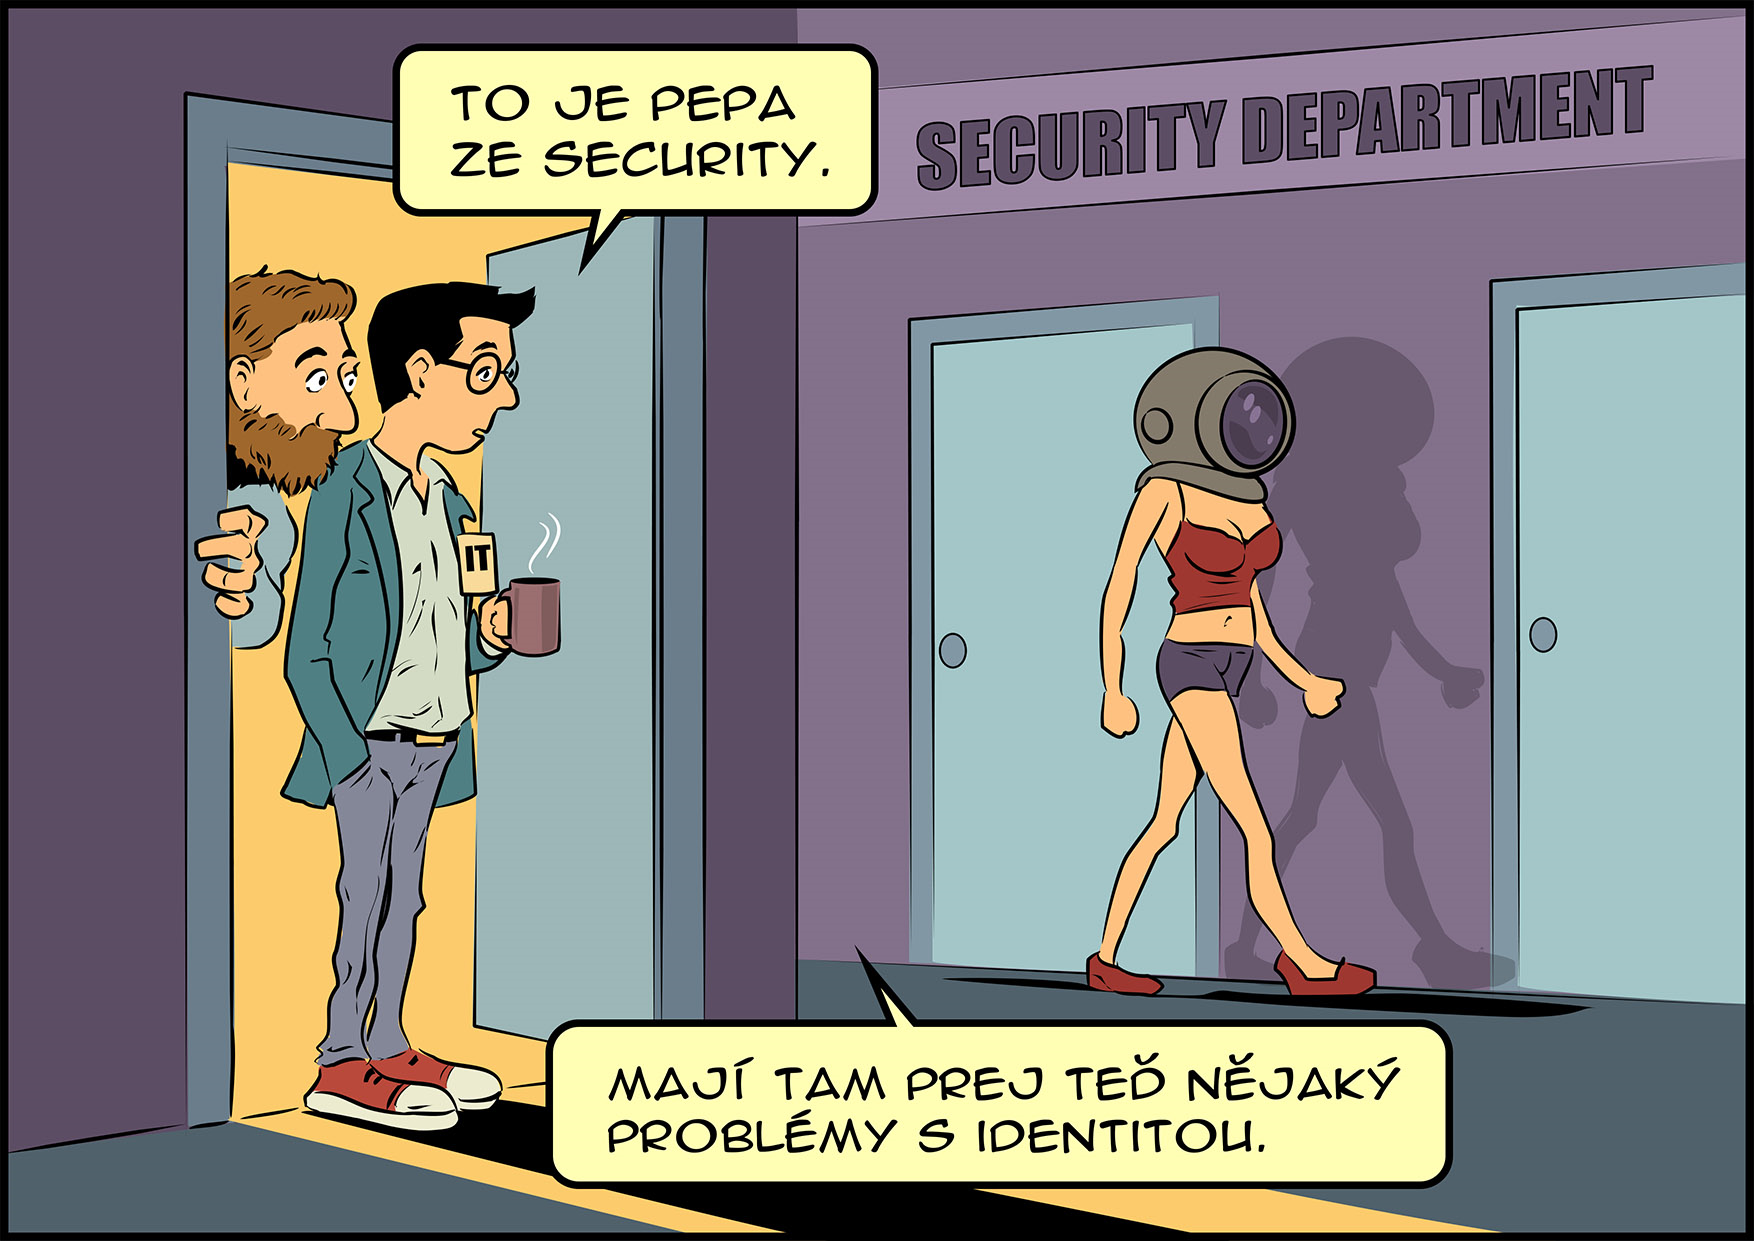 TO JE PEPA
ZE SECURITY.
SECURITY DEPARTMENT
IT
MAJÍ TAM PREJ TEĎ NĚJAKÝ
PROBLÉMY S IDENTITOU.